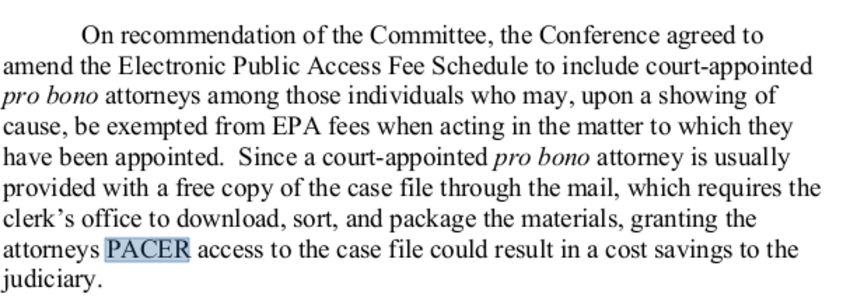 On recommendation of the Committee, the Conference agreed to
amend the Electronic Public Access Fee Schedule to include court-appointed
pro bono attorneys among those individuals who may, upon a showing of
cause, be exempted from EPA fees when acting in the matter to which they
have been appointed. Since a court-appointed pro bono attorney is usually
provided with a free copy of the case file through the mail, which requires the
clerk’s office to download, sort, and package the materials, granting the
attorneys PACER access to the case file could result in a cost savings to the
judiciary.